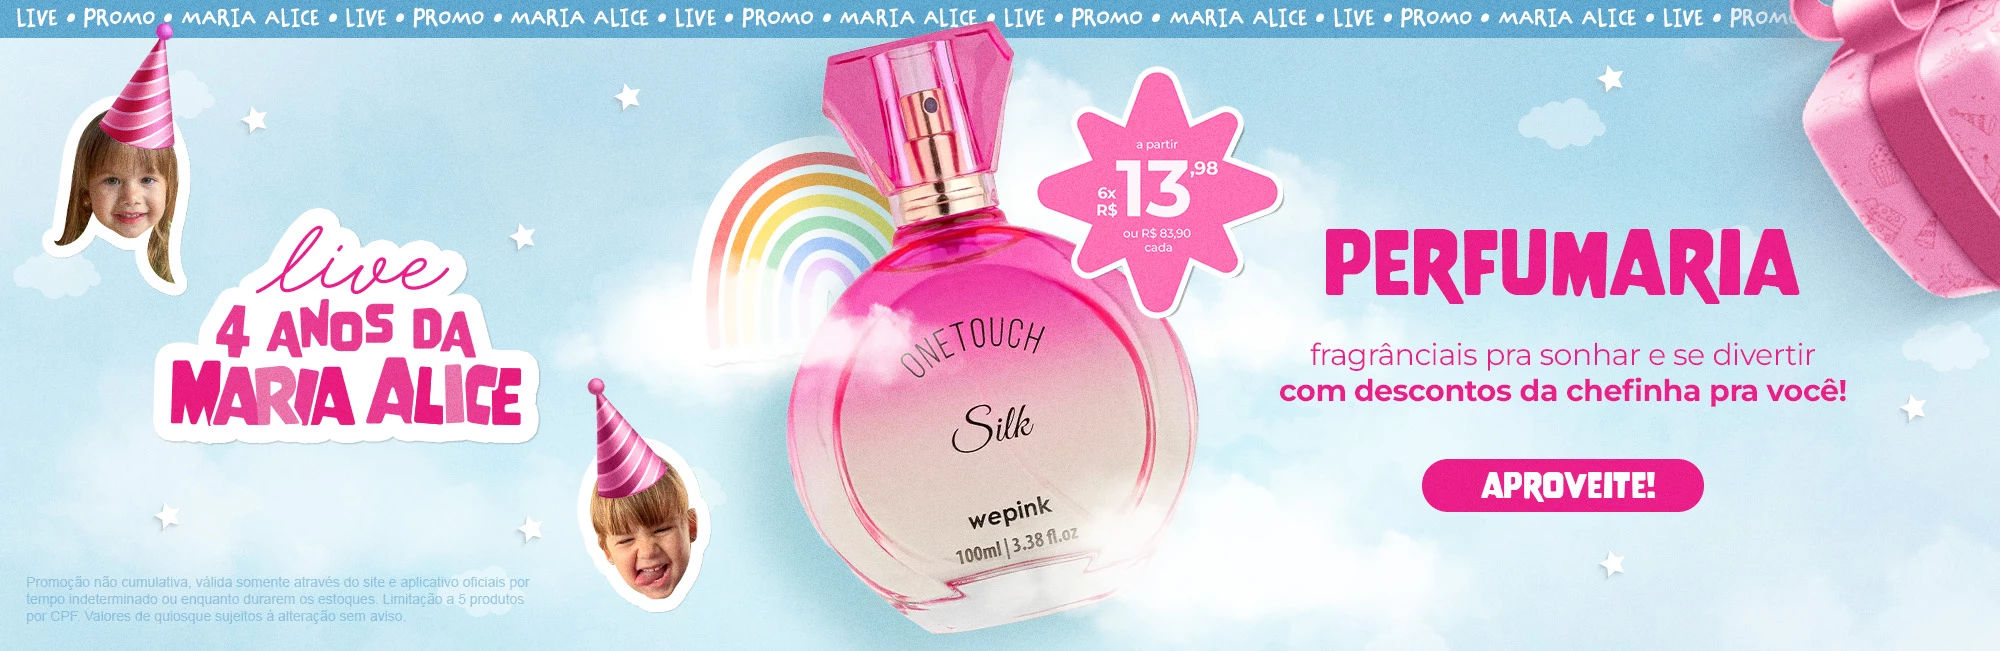 LIVE • PROMO • MARIA ALICE • LIVE • PROMO • MARIA ALICE • LIVE • PROMO • MARIA ALICE • LIVE • PROMO • MARIA ALICE • LIVE • PROMO • MARIA ALICE • LIVE • PROMO
live
4 ANOS DA
MARIA ALICE
Promoção não cumulativa, válida somente através do site e aplicativo oficiais por
tempo indeterminado ou enquanto durarem os estoques. Limitação a 5 produtos
por CPF. Valores de quiosque sujeitos à alteração sem aviso.
ONETOUCH
Silk
wepink
100ml | 3.38 fl.oz
a partir
6x
R$ 13,98
ou R$ 83,90
cada
PERFUMARIA
fragrânciais pra sonhar e se divertir
com descontos da chefinha pra você!
APROVEITE!